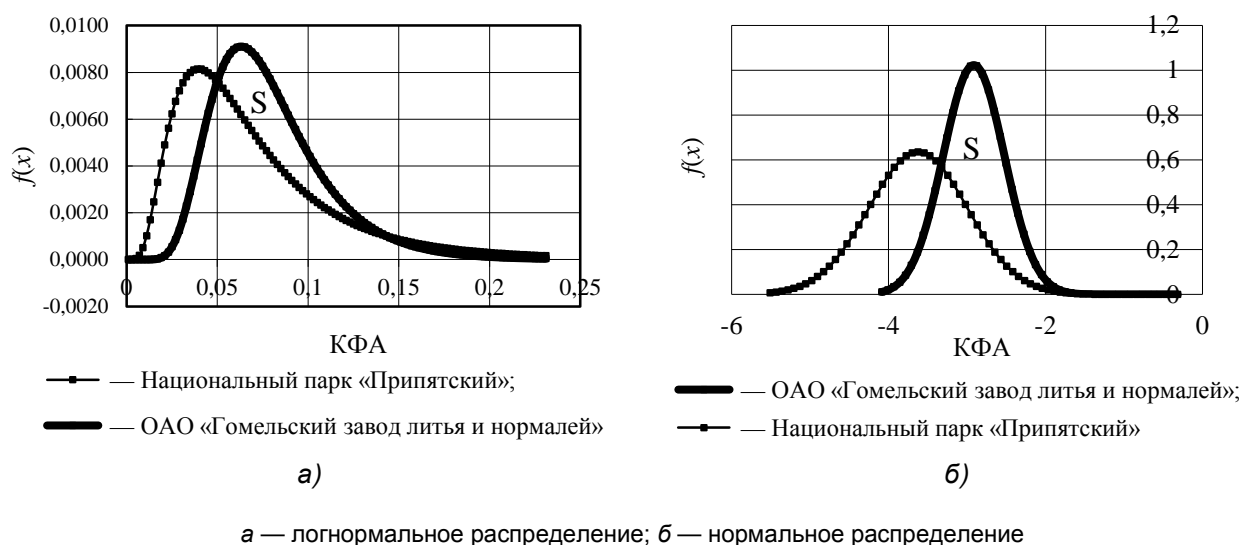 0,0100
0,0080
0,0060
0,0040
0,0020
0,0000
-0,0020
0
0,05
0,1
0,15
0,2
0,25
f(x)
S
КФА
— Национальный парк «Припятский»;
— ОАО «Гомельский завод литья и нормалей»
а)
1,2
1
0,8
0,6
0,4
0,2
0
-6
-4
-2
0
f(x)
S
КФА
— ОАО «Гомельский завод литья и нормалей»;
— Национальный парк «Припятский»
б)
а — логнормальное распределение; б — нормальное распределение